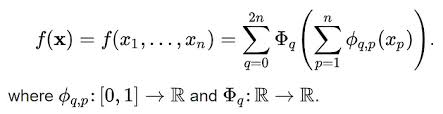 f(x) = f(x₁, . . . , xₙ) = ∑_{q=0}^{2n} Φ_q ( ∑_{p=1}^{n} ϕ_{q,p}(x_p) ) .
where ϕ_{q,p} : [0, 1] → ℝ and Φ_q : ℝ → ℝ.